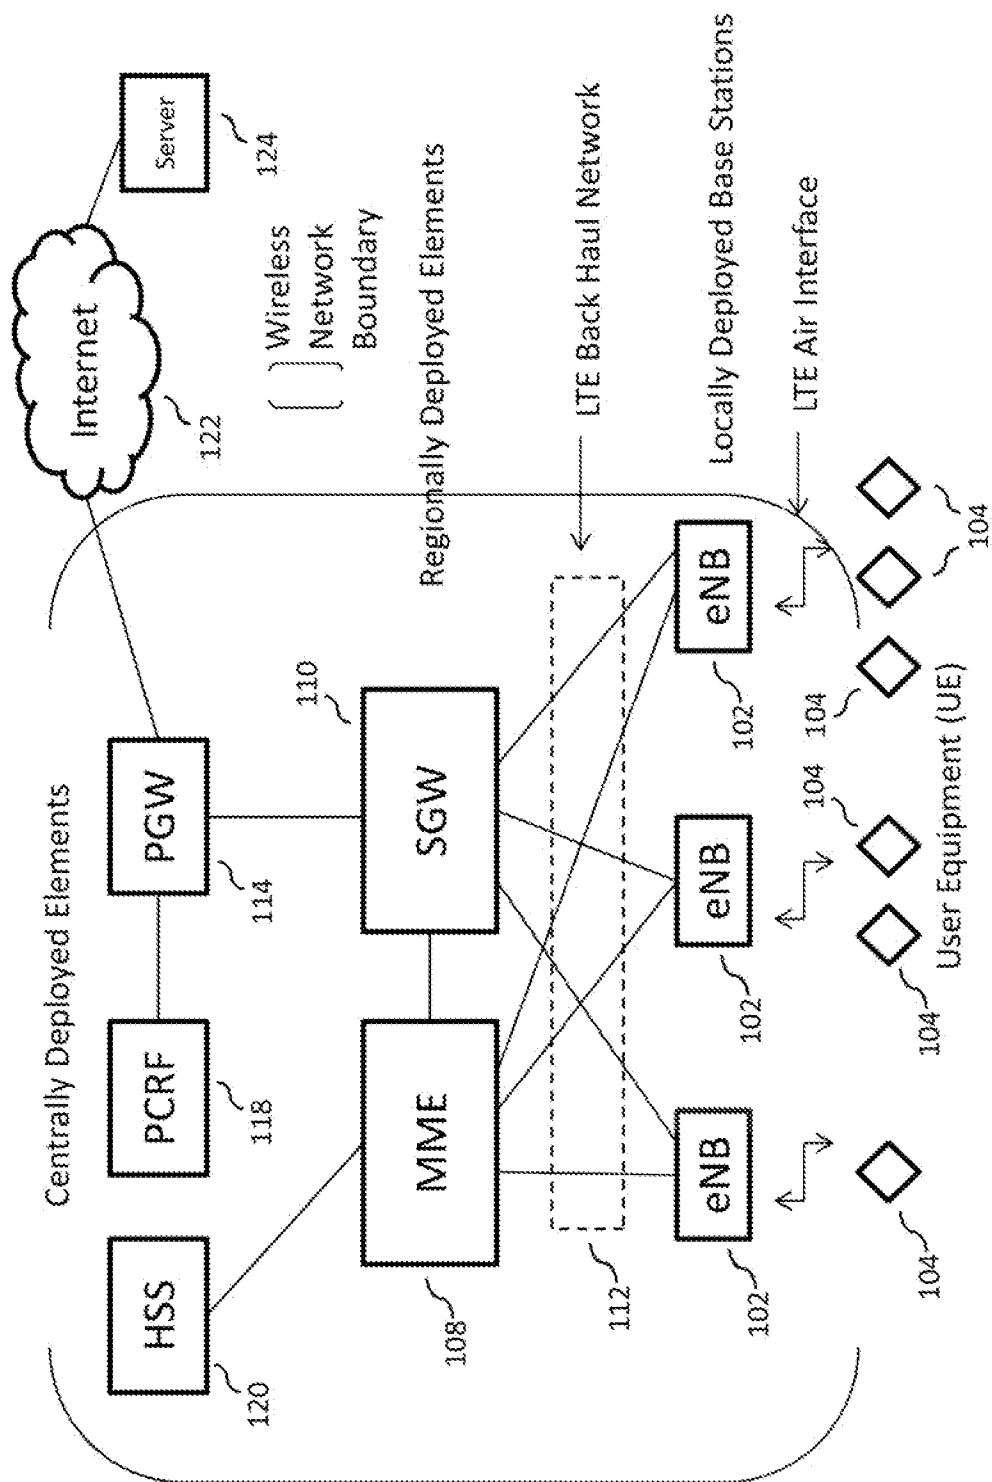 Centrally Deployed Elements
HSS
120
PCRF
118
PGW
114
Internet
122
Server
124
Wireless
Network
Boundary
Regionally Deployed Elements
MME
108
SGW
110
112
LTE Back Haul Network
Locally Deployed Base Stations
eNB
102
eNB
102
eNB
102
LTE Air Interface
104
104
104
104
104
User Equipment (UE)